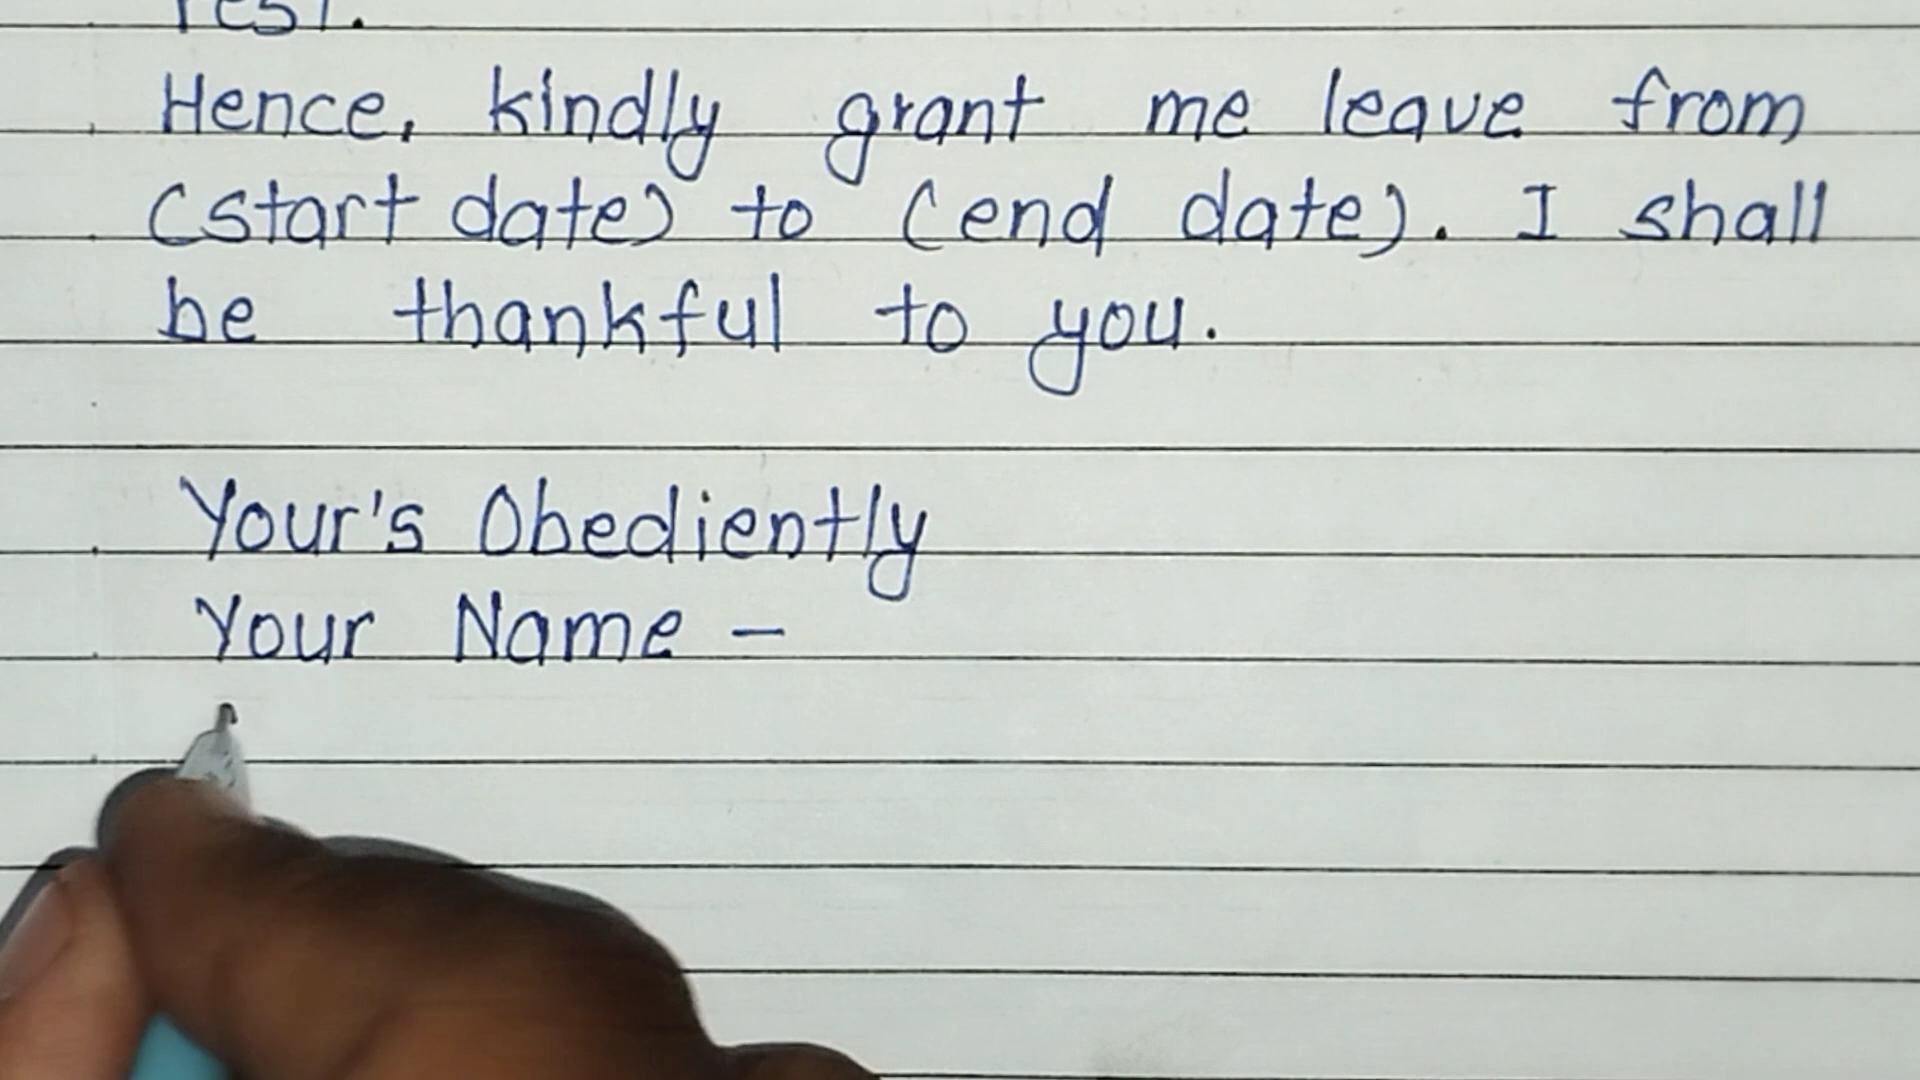 rest.
Hence, kindly grant me leave from
(start date) to (end date). I shall
be thankful to you.
Your's Obediently
Your Name -